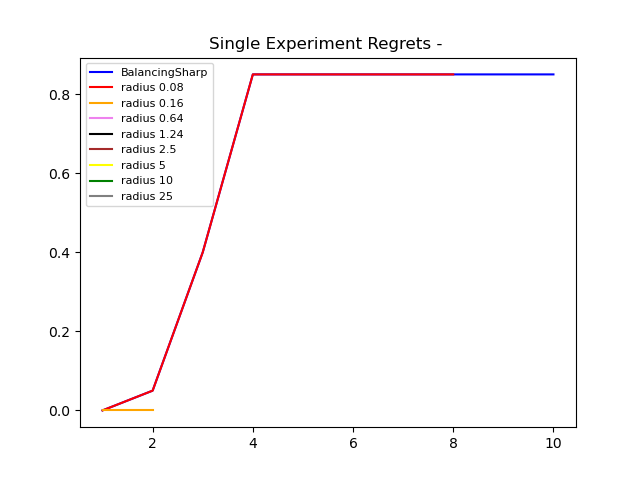 Single Experiment Regrets -
BalancingSharp
radius 0.08
radius 0.16
radius 0.64
radius 1.24
radius 2.5
radius 5
radius 10
radius 25
0.8
0.6
0.4
0.2
0.0
2 4 6 8 10